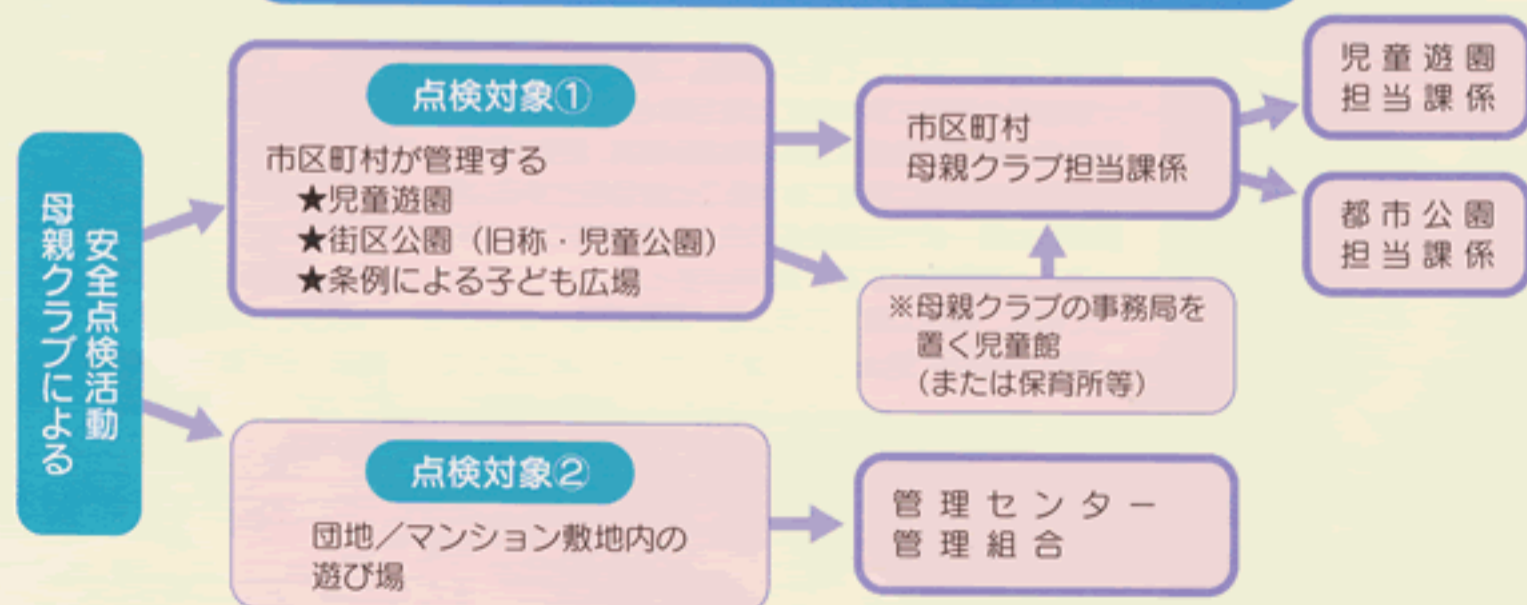 母親クラブによる
安全点検活動
点検対象①
市区町村が管理する
★児童遊園
★街区公園（旧称・児童公園）
★条例による子ども広場
市区町村
母親クラブ担当課係
児童遊園
担当課係
都市公園
担当課係
※母親クラブの事務局を
置く児童館
（または保育所等）
点検対象②
団地／マンション敷地内の
遊び場
管理センター
管理組合